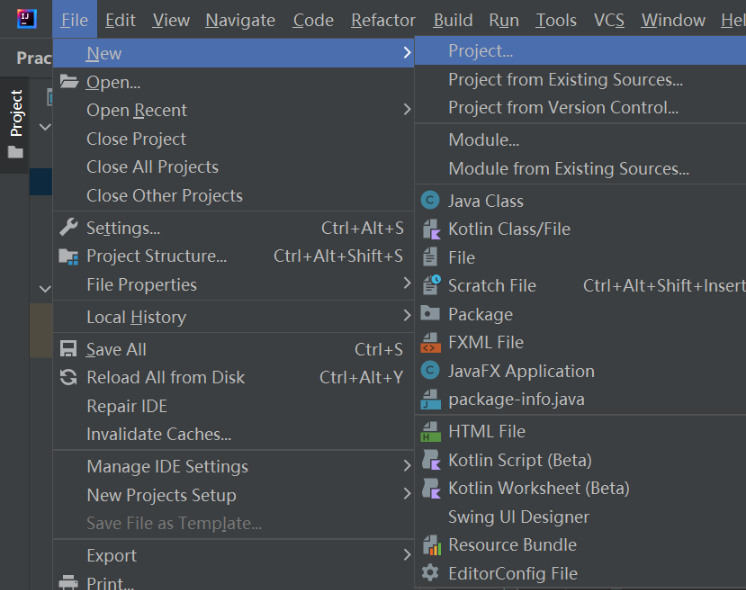 File Edit View Navigate Code Refactor Build Run Tools VCS Window
Project
New
Open...
Open Recent
Close Project
Close All Projects
Close Other Projects
Settings... Ctrl+Alt+S
Project Structure... Ctrl+Alt+Shift+S
File Properties
Local History
Save All Ctrl+S
Reload All from Disk Ctrl+Alt+Y
Repair IDE
Invalidate Caches...
Manage IDE Settings
New Projects Setup
Save File as Template...
Export
Print...
Project...
Project from Existing Sources...
Project from Version Control...
Module...
Module from Existing Sources...
Java Class
Kotlin Class/File
File
Scratch File Ctrl+Alt+Shift+Insert
Package
FXML File
JavaFX Application
package-info.java
HTML File
Kotlin Script (Beta)
Kotlin Worksheet (Beta)
Swing UI Designer
Resource Bundle
EditorConfig File